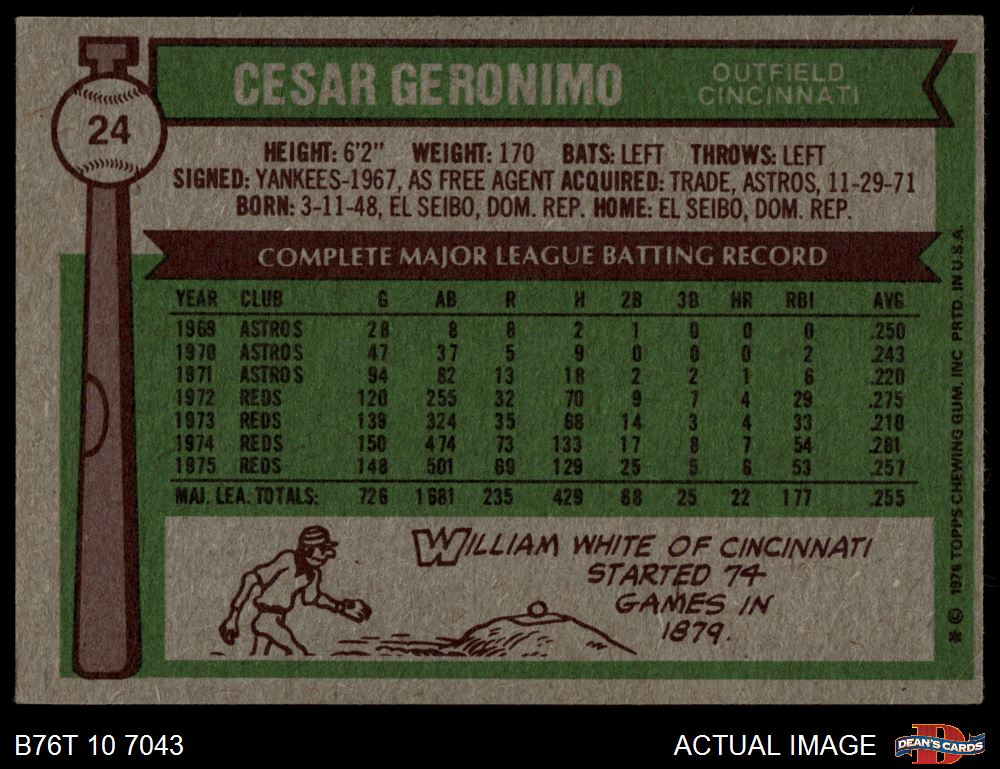 24
CESAR GERONIMO
OUTFIELD
CINCINNATI
HEIGHT: 6'2" WEIGHT: 170 BATS: LEFT THROWS: LEFT
SIGNED: YANKEES-1967, AS FREE AGENT ACQUIRED: TRADE, ASTROS, 11-29-71
BORN: 3-11-48, EL SEIBO, DOM. REP. HOME: EL SEIBO, DOM. REP.
COMPLETE MAJOR LEAGUE BATTING RECORD
YEAR CLUB G AB R H 2B 3B HR RBI AVG
1969 ASTROS 28 8 8 2 1 0 0 0 .250
1970 ASTROS 47 37 5 9 0 0 0 2 .243
1971 ASTROS 94 82 13 18 2 2 1 6 .220
1972 REDS 120 255 32 70 9 7 4 29 .275
1973 REDS 139 324 35 68 14 3 4 33 .210
1974 REDS 150 474 73 133 17 8 7 54 .281
1975 REDS 148 501 69 129 25 5 6 53 .257
MAJ. LEA. TOTALS: 726 1681 235 429 68 25 22 177 .255
WILLIAM WHITE OF CINCINNATI
STARTED 74
GAMES IN
1879.
* © 1976 TOPPS CHEWING GUM, INC PRTD. IN U.S.A.
B76T 10 7043
ACTUAL IMAGE
D
DEAN'S CARDS